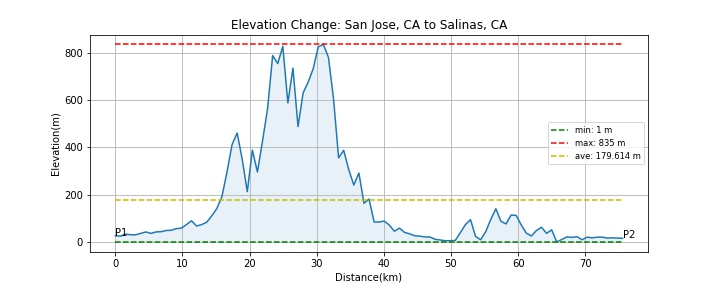 Elevation Change: San Jose, CA to Salinas, CA
Elevation(m)
800
600
400
200
0
min: 1 m
max: 835 m
ave: 179.614 m
P1
P2
0 10 20 30 40 50 60 70
Distance(km)